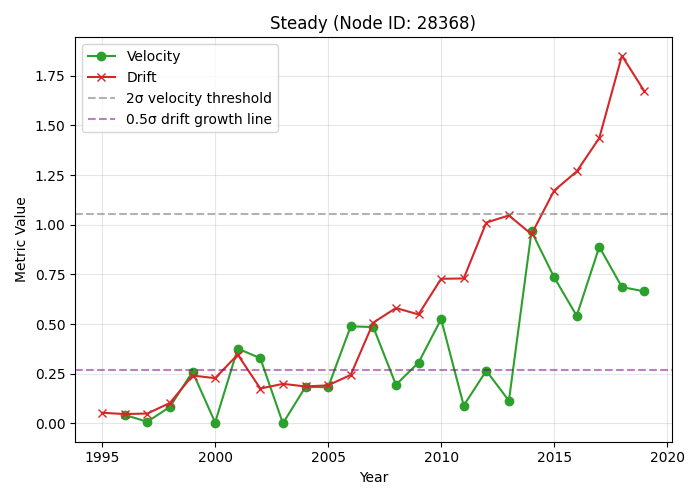 Steady (Node ID: 28368)
Velocity
Drift
2σ velocity threshold
0.5σ drift growth line
Metric Value
1.75
1.50
1.25
1.00
0.75
0.50
0.25
0.00
1995
2000
2005
2010
2015
2020
Year